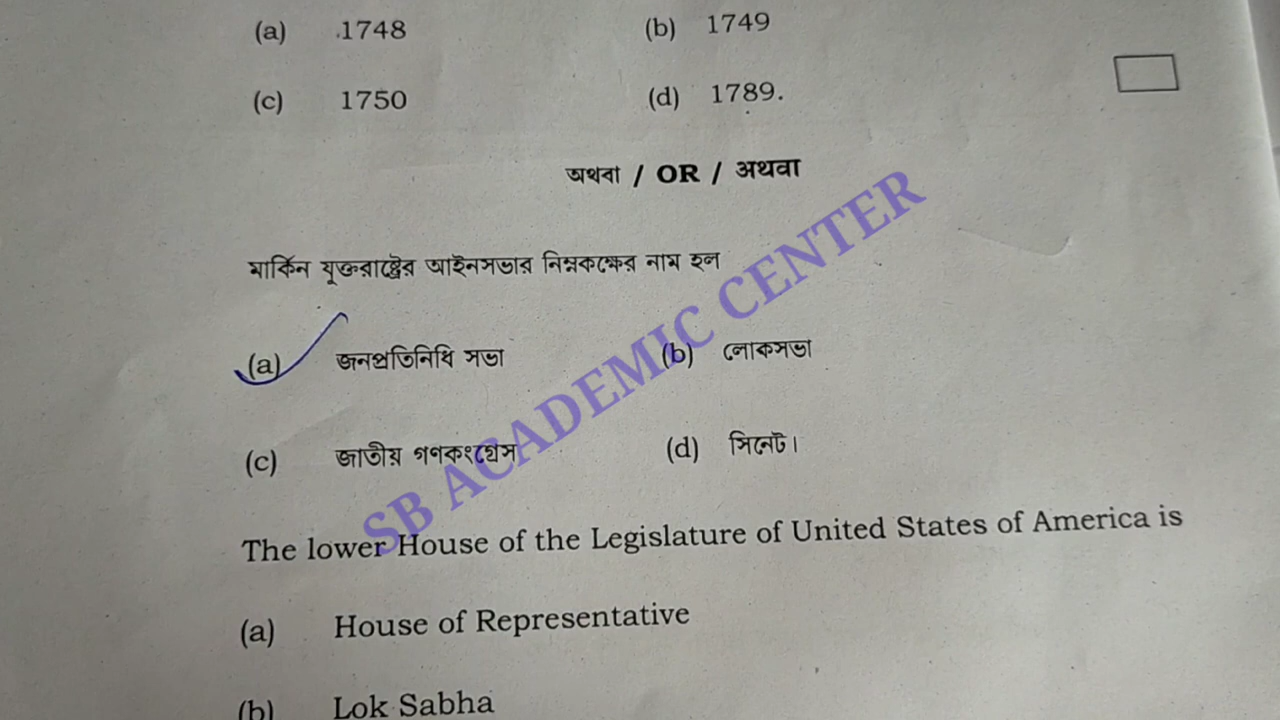 (a) 1748 (b) 1749
(c) 1750 (d) 1789.
অথবা / OR / अथवा
মার্কিন যুক্তরাষ্ট্রের আইনসভার নিম্নকক্ষের নাম হল
(a) জনপ্রতিনিধি সভা (b) লোকসভা
(c) জাতীয় গণকংগ্রেস (d) সিনেট।
SB ACADEMIC CENTER
The lower House of the Legislature of United States of America is
(a) House of Representative
(b) Lok Sabha